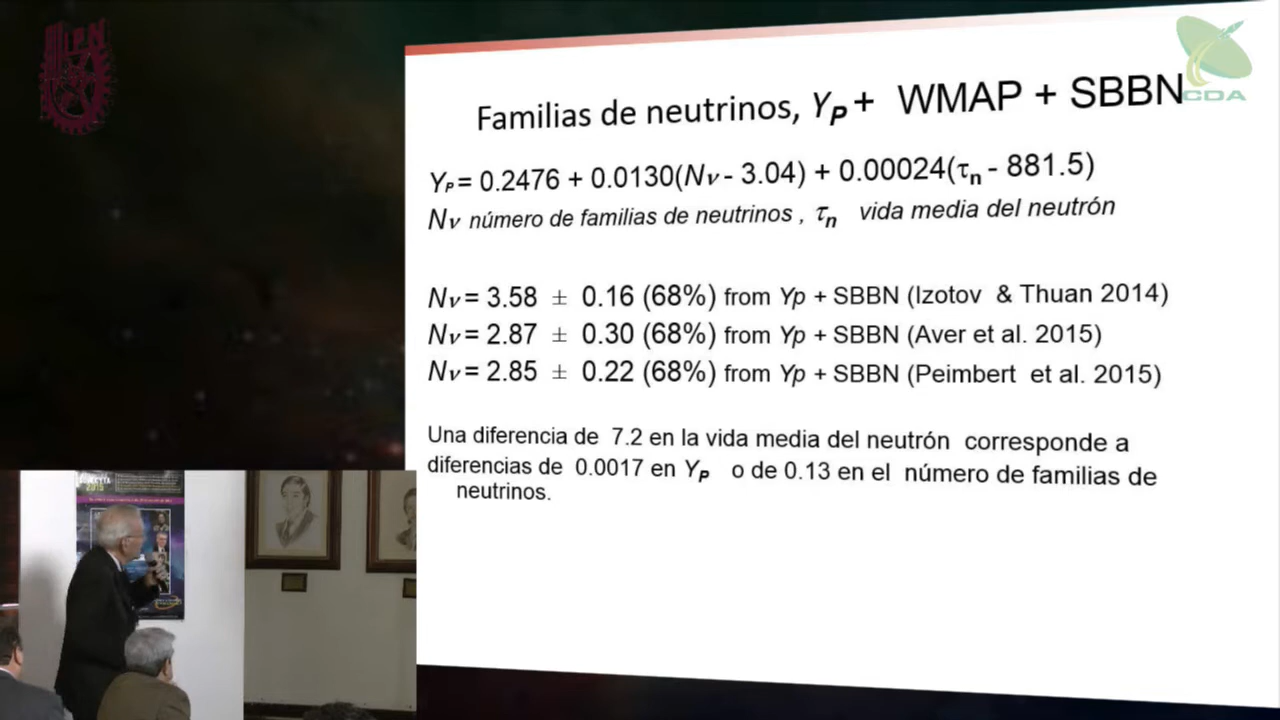 IPN
CDA
Familias de neutrinos, YP + WMAP + SBBN
YP = 0.2476 + 0.0130(Nν - 3.04) + 0.00024(τn - 881.5)
Nν número de familias de neutrinos , τn vida media del neutrón
Nν = 3.58 ± 0.16 (68%) from Yp + SBBN (Izotov & Thuan 2014)
Nν = 2.87 ± 0.30 (68%) from Yp + SBBN (Aver et al. 2015)
Nν = 2.85 ± 0.22 (68%) from Yp + SBBN (Peimbert et al. 2015)
Una diferencia de 7.2 en la vida media del neutrón corresponde a
diferencias de 0.0017 en YP o de 0.13 en el número de familias de
neutrinos.